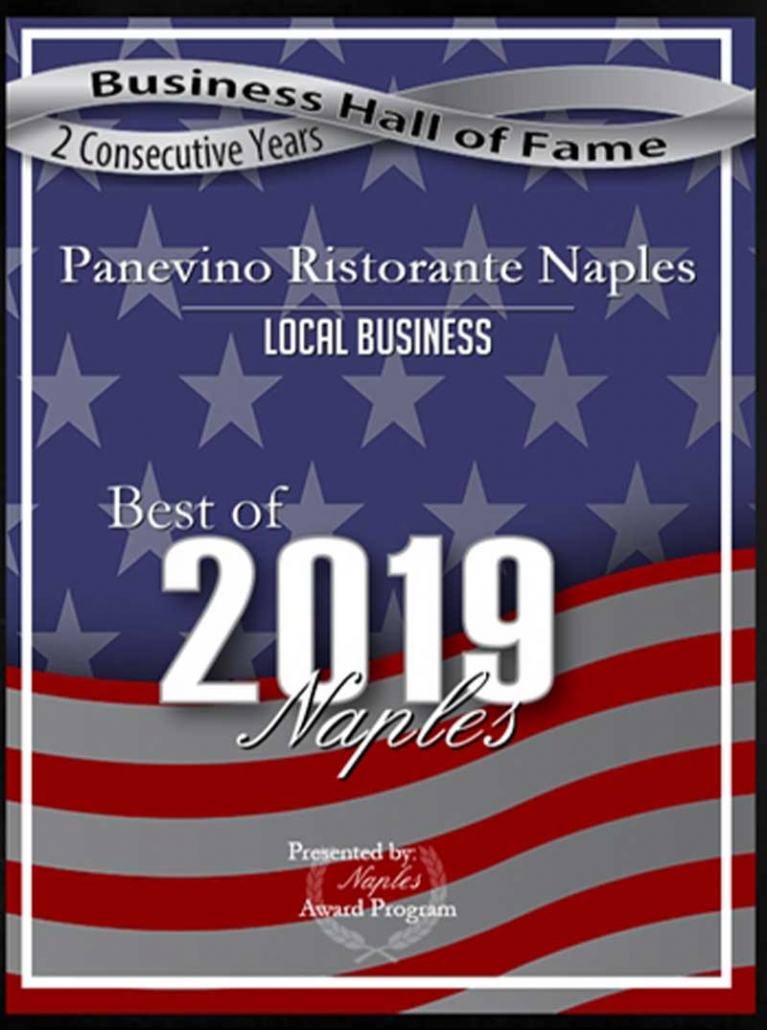 Business Hall of Fame
2 Consecutive Years
Panevino Ristorante Naples
LOCAL BUSINESS
Best of
2019
Naples
Presented by:
Naples
Award Program